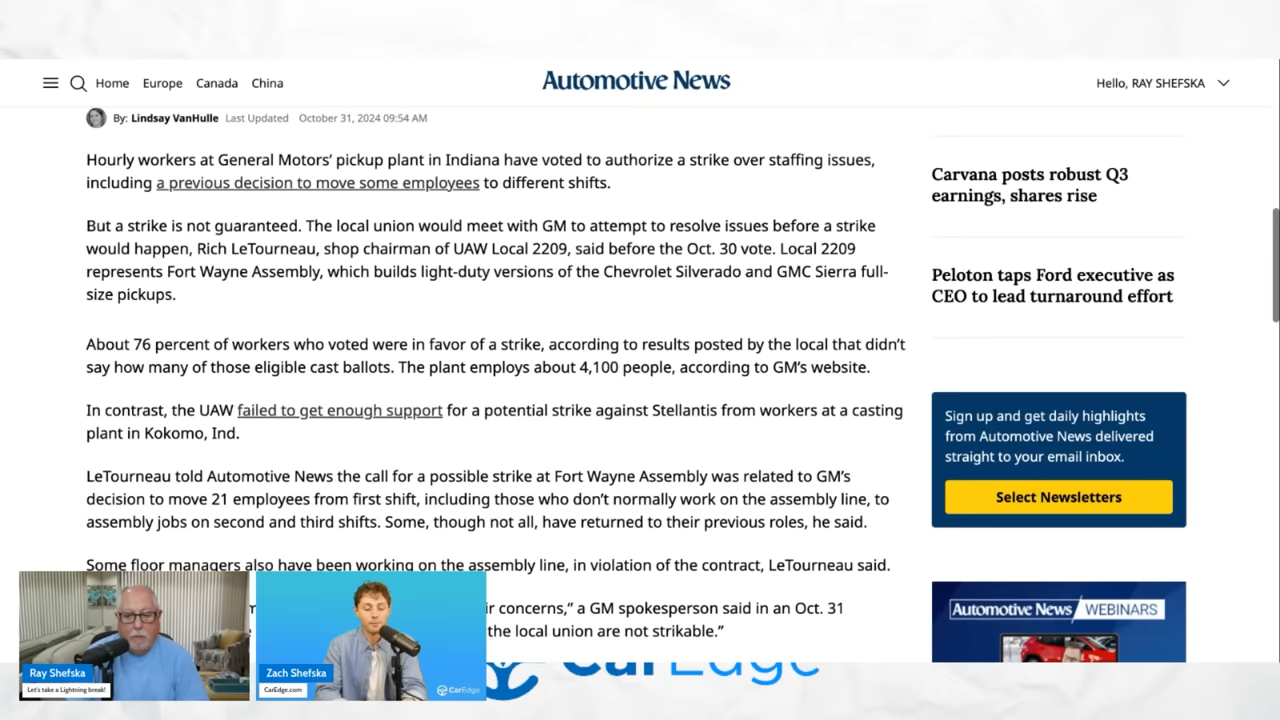 Home Europe Canada China
Automotive News
Hello, RAY SHEFSKA
By: Lindsay VanHulle Last Updated October 31, 2024 09:54 AM
Hourly workers at General Motors’ pickup plant in Indiana have voted to authorize a strike over staffing issues,
including a previous decision to move some employees to different shifts.
But a strike is not guaranteed. The local union would meet with GM to attempt to resolve issues before a strike
would happen, Rich LeTourneau, shop chairman of UAW Local 2209, said before the Oct. 30 vote. Local 2209
represents Fort Wayne Assembly, which builds light-duty versions of the Chevrolet Silverado and GMC Sierra full-
size pickups.
About 76 percent of workers who voted were in favor of a strike, according to results posted by the local that didn’t
say how many of those eligible cast ballots. The plant employs about 4,100 people, according to GM’s website.
In contrast, the UAW failed to get enough support for a potential strike against Stellantis from workers at a casting
plant in Kokomo, Ind.
LeTourneau told Automotive News the call for a possible strike at Fort Wayne Assembly was related to GM’s
decision to move 21 employees from first shift, including those who don’t normally work on the assembly line, to
assembly jobs on second and third shifts. Some, though not all, have returned to their previous roles, he said.
Some floor managers also have been working on the assembly line, in violation of the contract, LeTourneau said.
concerns,” a GM spokesperson said in an Oct. 31
the local union are not strikable.”
Carvana posts robust Q3
earnings, shares rise
Peloton taps Ford executive as
CEO to lead turnaround effort
Sign up and get daily highlights
from Automotive News delivered
straight to your email inbox.
Select Newsletters
Automotive News WEBINARS
Ray Shefska
Let's take a Lightning break!
Zach Shefska
CarEdge.com
CarEdge
CarEdge